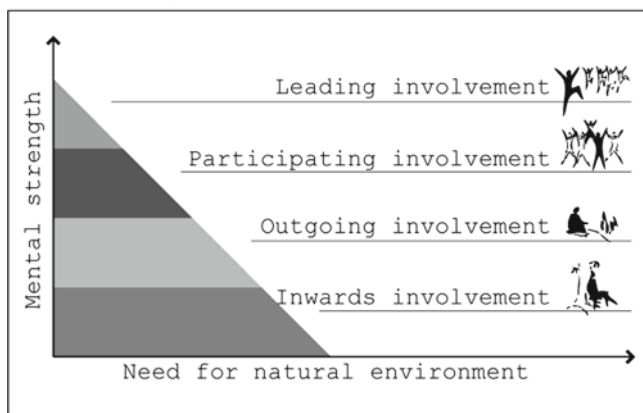 Mental strength
Leading involvement
Participating involvement
Outgoing involvement
Inwards involvement
Need for natural environment